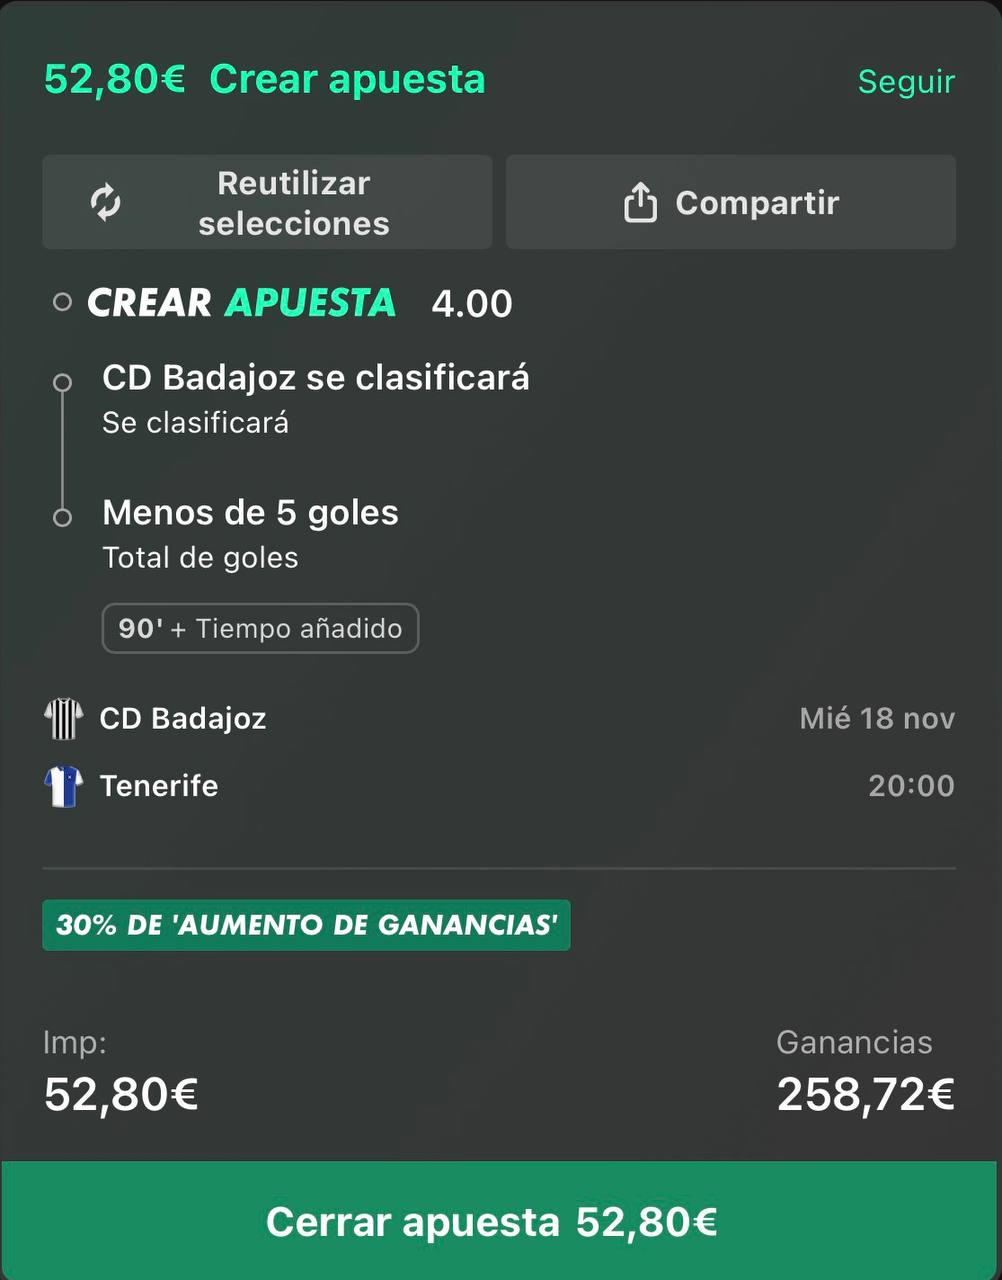 52,80€ Crear apuesta
Seguir
Reutilizar
selecciones
Compartir
CREAR APUESTA 4.00
CD Badajoz se clasificará
Se clasificará
Menos de 5 goles
Total de goles
90' + Tiempo añadido
CD Badajoz
Mié 18 nov
Tenerife
20:00
30% DE 'AUMENTO DE GANANCIAS'
Imp:
Ganancias
52,80€
258,72€
Cerrar apuesta 52,80€